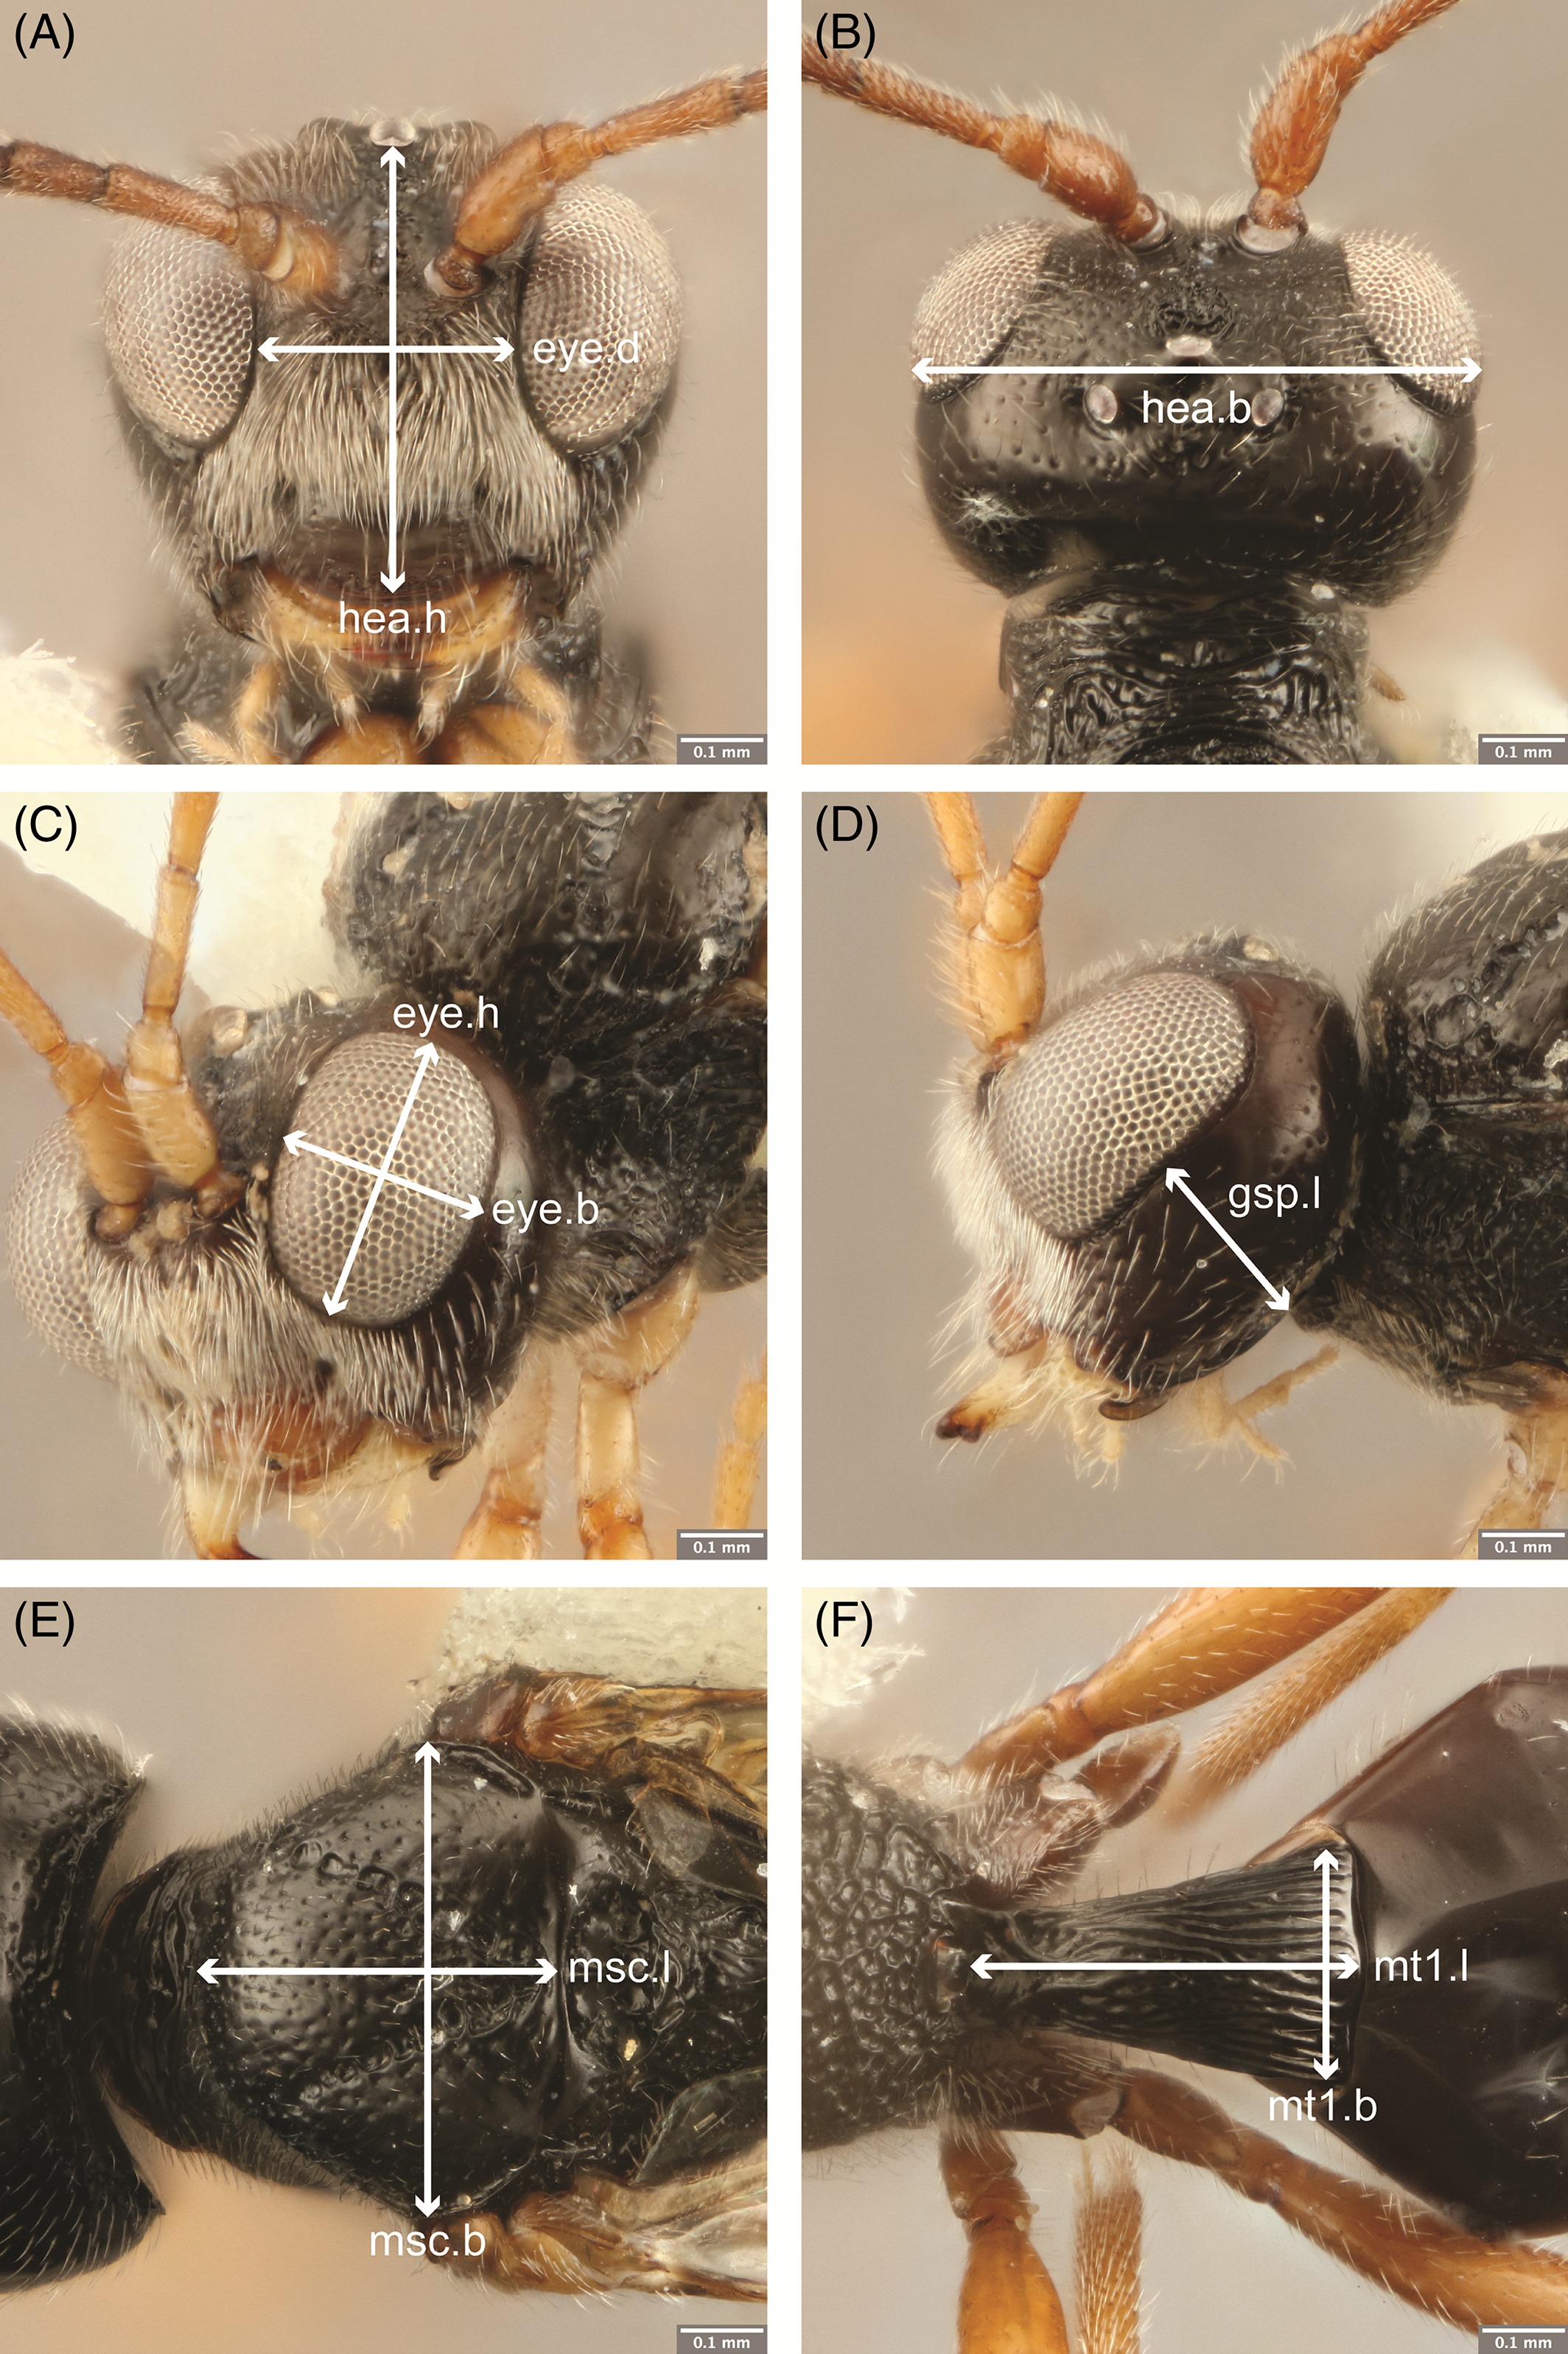 (A)
eye.d
hea.h
0.1 mm
(B)
hea.b
0.1 mm
(C)
eye.h
eye.b
0.1 mm
(D)
gsp.l
0.1 mm
(E)
msc.l
msc.b
0.1 mm
(F)
mt1.l
mt1.b
0.1 mm